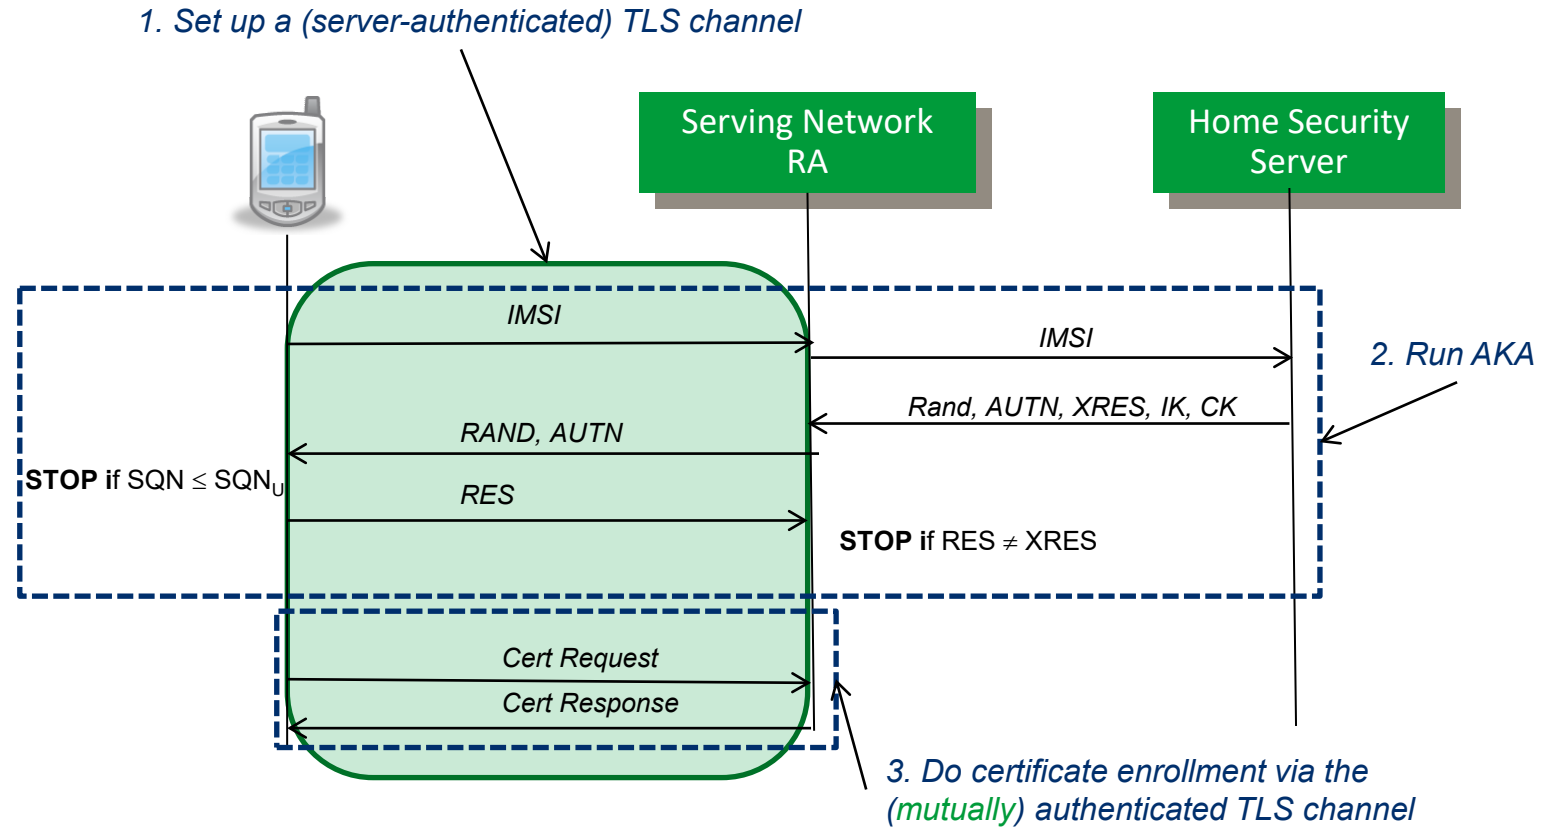 1. Set up a (server-authenticated) TLS channel
Serving Network
RA
Home Security
Server
IMSI
IMSI
2. Run AKA
Rand, AUTN, XRES, IK, CK
RAND, AUTN
STOP if SQN ≤ SQNU
RES
STOP if RES ≠ XRES
Cert Request
Cert Response
3. Do certificate enrollment via the
(mutually) authenticated TLS channel